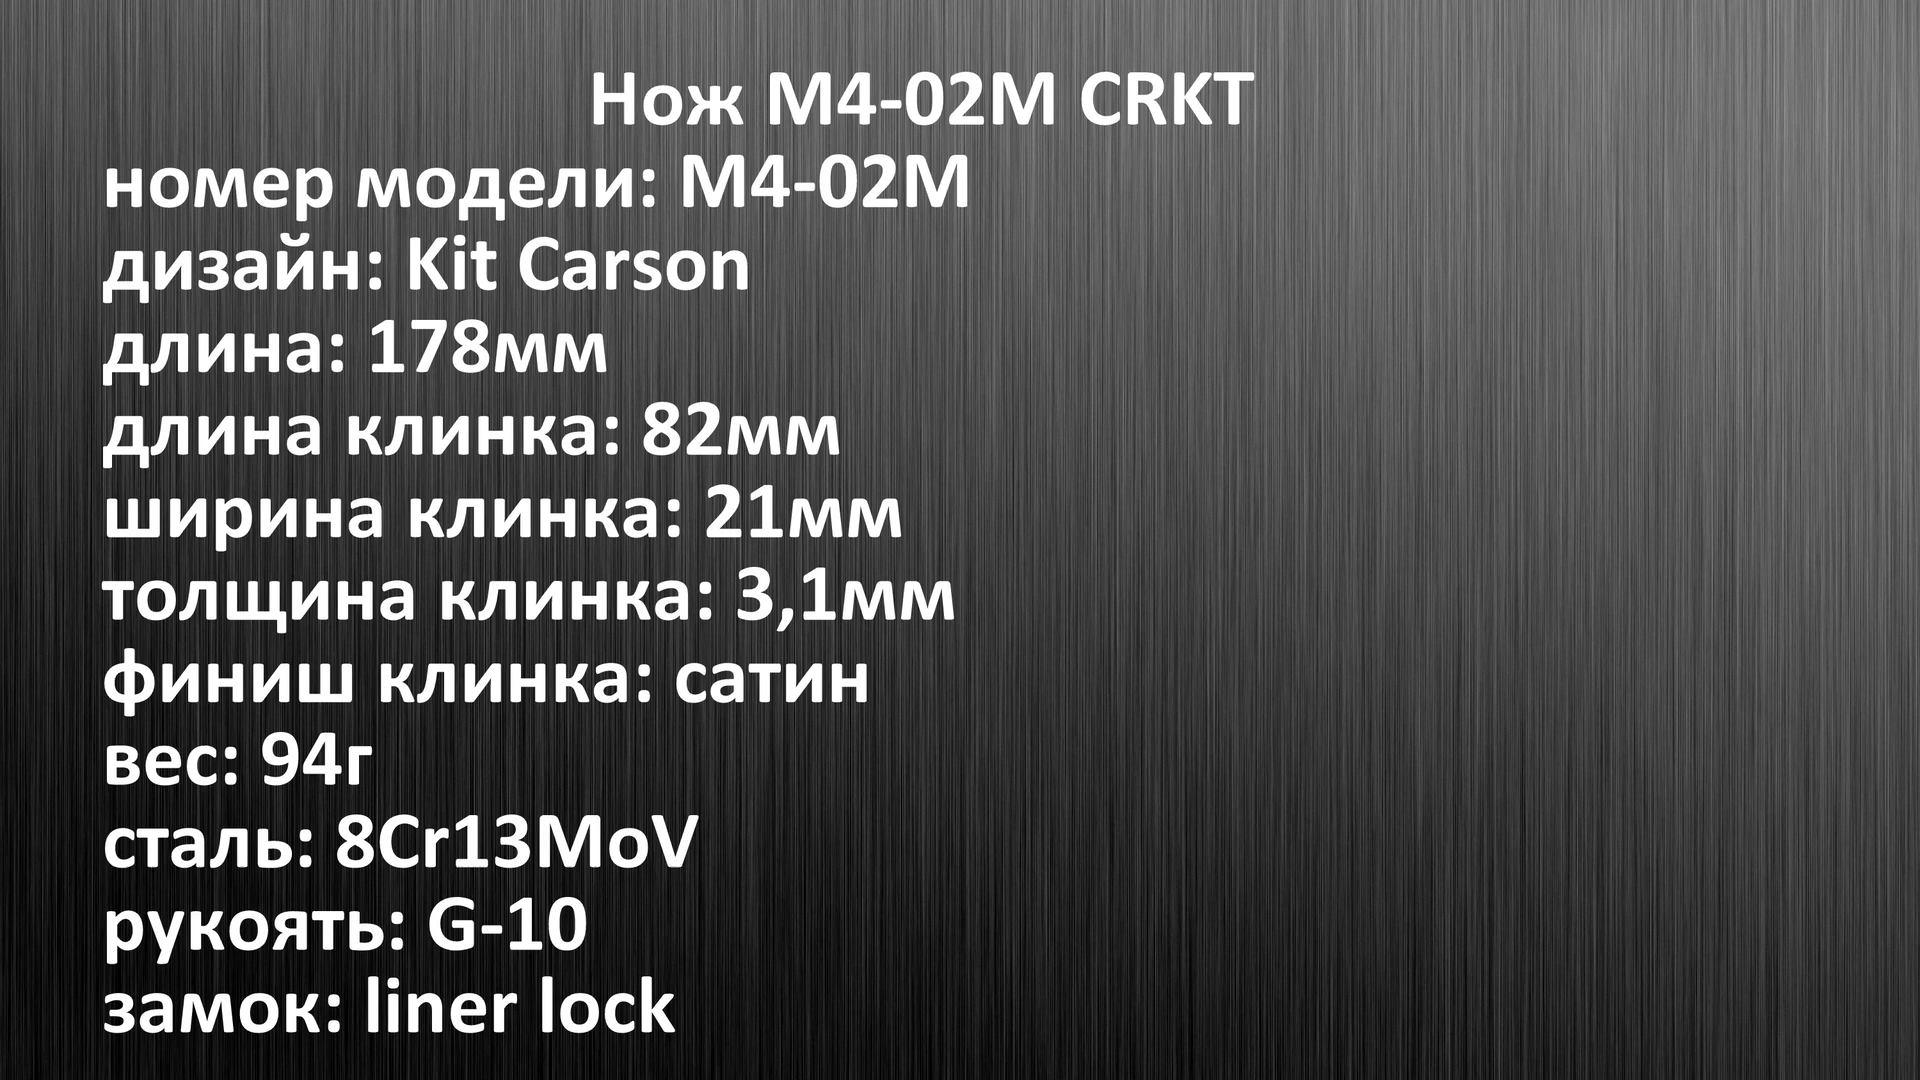 Нож M4-02M CRKT
номер модели: M4-02M
дизайн: Kit Carson
длина: 178мм
длина клинка: 82мм
ширина клинка: 21мм
толщина клинка: 3,1мм
финиш клинка: сатин
вес: 94г
сталь: 8Cr13MoV
рукоять: G-10
замок: liner lock